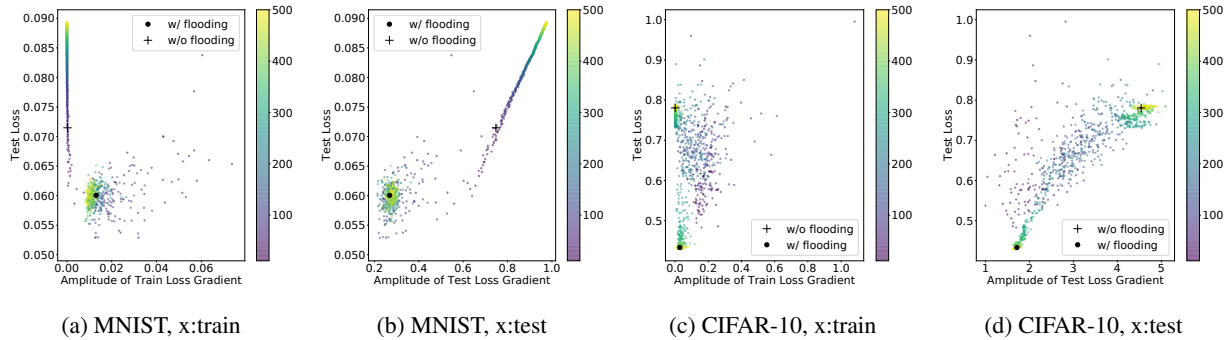 0.090
0.085
0.080
0.075
0.070
0.065
0.060
0.055
0.050
Test Loss
0.00 0.02 0.04 0.06
Amplitude of Train Loss Gradient
w/ flooding
w/o flooding
500
400
300
200
100
(a) MNIST, x:train
0.090
0.085
0.080
0.075
0.070
0.065
0.060
0.055
0.050
Test Loss
0.2 0.4 0.6 0.8 1.0
Amplitude of Test Loss Gradient
w/ flooding
w/o flooding
500
400
300
200
100
(b) MNIST, x:test
1.0
0.9
0.8
0.7
0.6
0.5
Test Loss
0.0 0.2 0.4 0.6 0.8 1.0
Amplitude of Train Loss Gradient
w/o flooding
w/ flooding
500
400
300
200
100
(c) CIFAR-10, x:train
1.0
0.9
0.8
0.7
0.6
0.5
Test Loss
1 2 3 4 5
Amplitude of Test Loss Gradient
w/o flooding
w/ flooding
500
400
300
200
100
(d) CIFAR-10, x:test